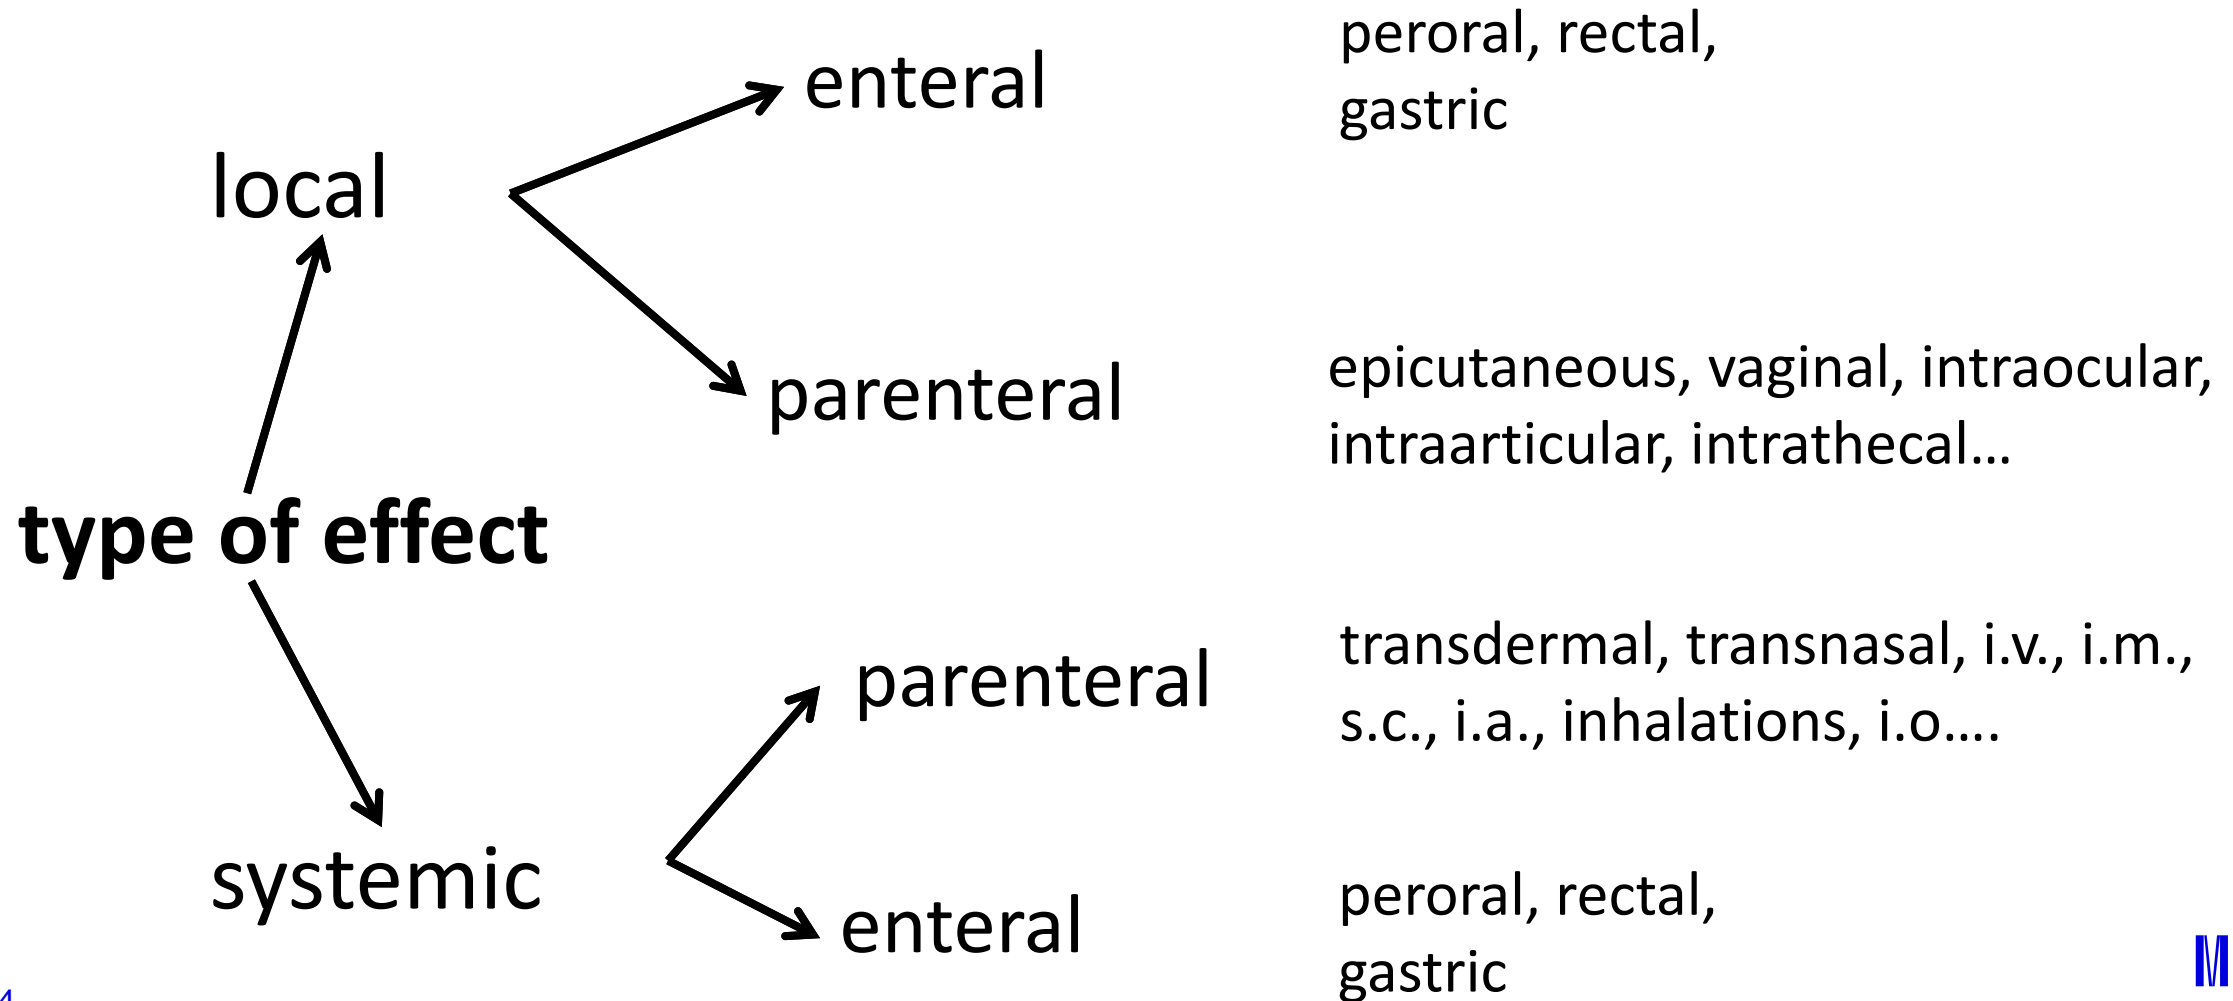 peroral, rectal,
enteral
gastric
local
epicutaneous, vaginal, intraocular,
parenteral
intraarticular, intrathecal…
type of effect
transdermal, transnasal, i.v., i.m.,
parenteral
s.c., i.a., inhalations, i.o….
systemic
peroral, rectal,
enteral
gastric
M